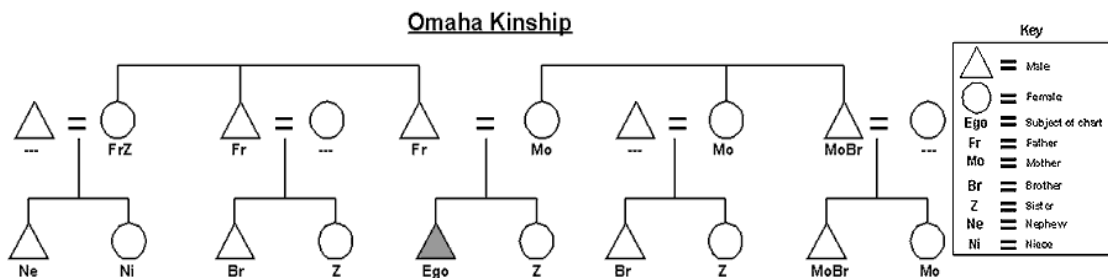 Omaha Kinship
Key
= Male
= Female
Ego = Subject of chart
Fr = Father
Mo = Mother
Br = Brother
Z = Sister
Ne = Nephew
Ni = Niece
--- = FrZ Fr = --- Fr = Mo --- = Mo MoBr = ---
Ne Ni Br Z Ego Z Br Z MoBr Mo